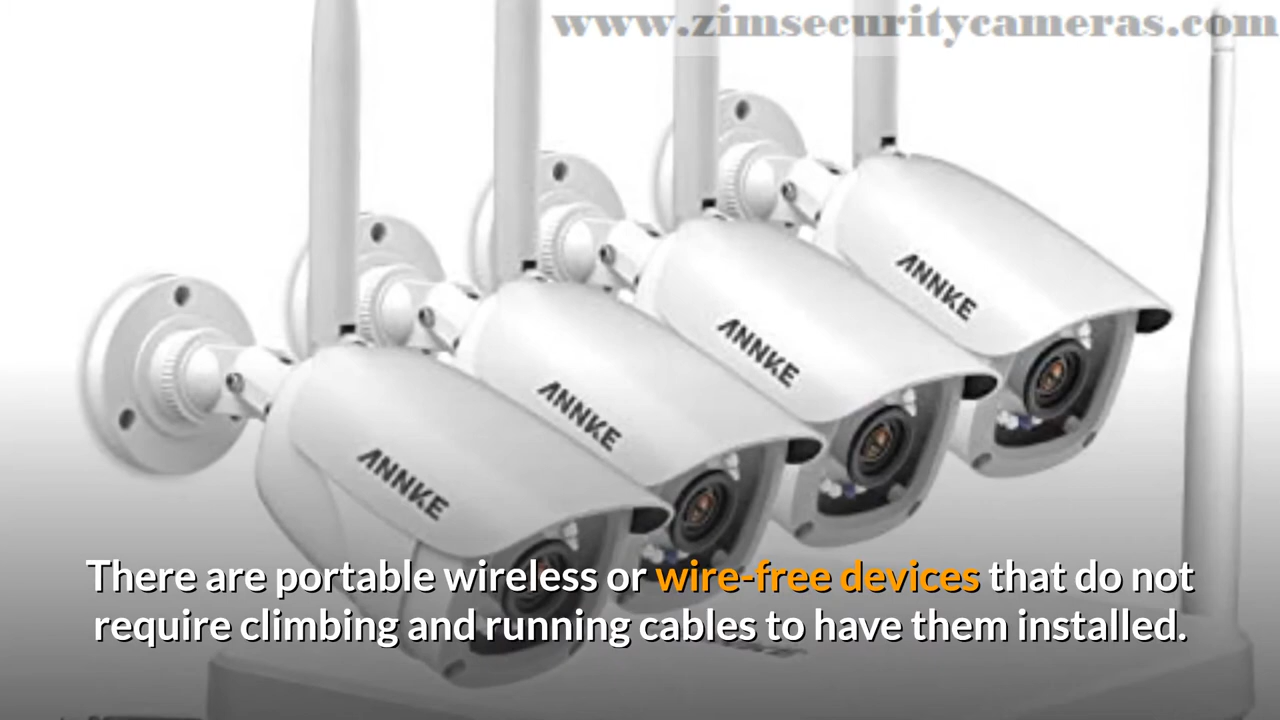 www.zimsecuritycameras.com
ANNKE
ANNKE
ANNKE
ANNKE
There are portable wireless or wire-free devices that do not
require climbing and running cables to have them installed.